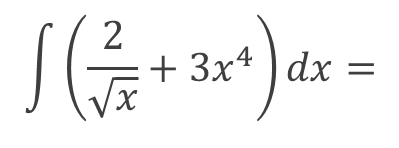 ∫ (2/√x + 3x⁴) dx =